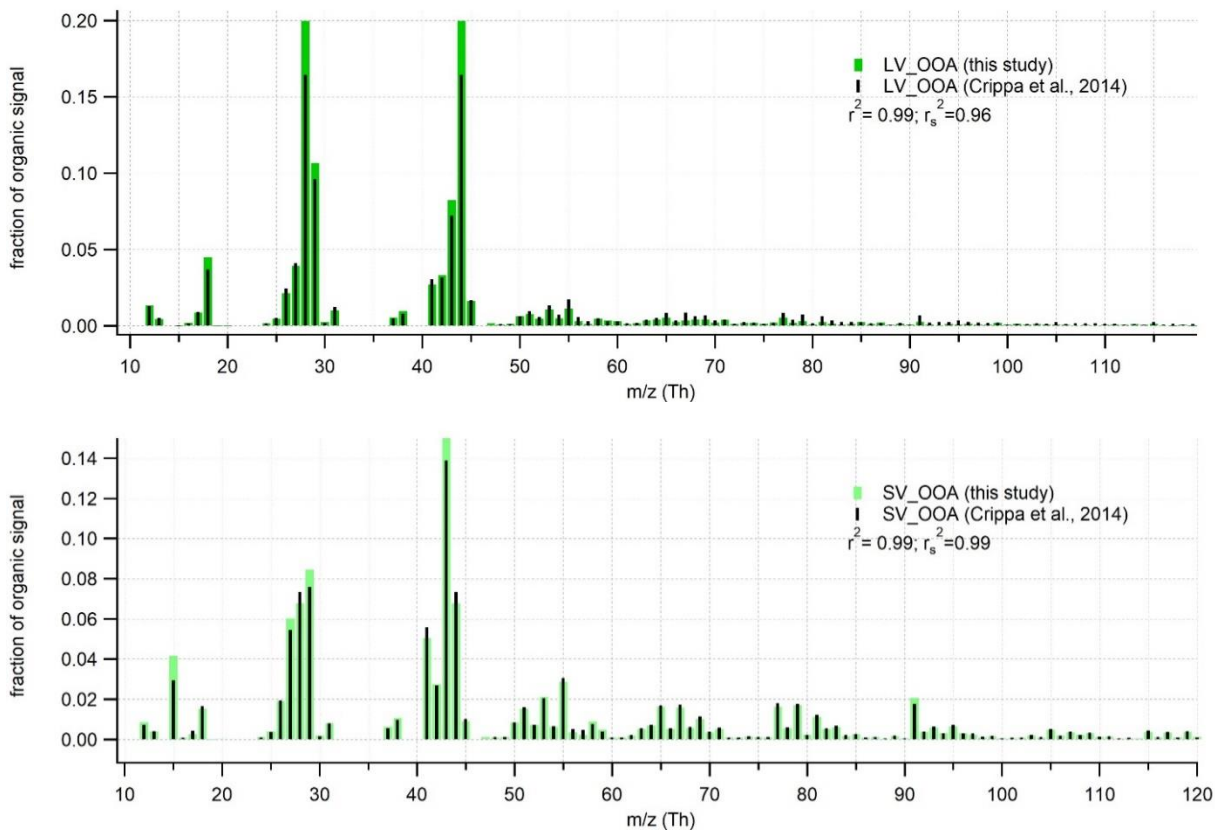 fraction of organic signal
0.20
0.15
0.10
0.05
0.00
LV_OOA (this study)
LV_OOA (Crippa et al., 2014)
r²= 0.99; rₛ²=0.96
10 20 30 40 50 60 70 80 90 100 110
m/z (Th)
fraction of organic signal
0.14
0.12
0.10
0.08
0.06
0.04
0.02
0.00
SV_OOA (this study)
SV_OOA (Crippa et al., 2014)
r²= 0.99; rₛ²=0.99
10 20 30 40 50 60 70 80 90 100 110 120
m/z (Th)